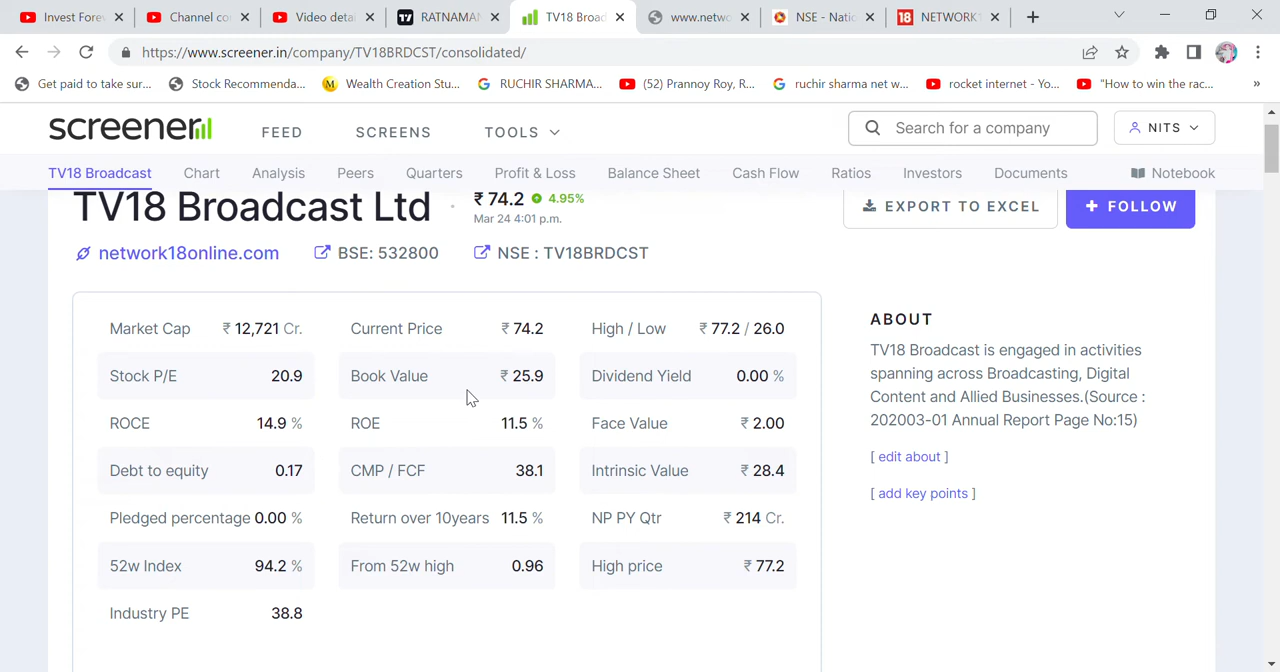 Invest Fore
Channel co
Video detai
RATNAMAN
TV18 Broad
www.netwo
NSE - Natio
NETWORK1
https://www.screener.in/company/TV18BRDCST/consolidated/
Get paid to take sur...
Stock Recommenda...
Wealth Creation Stu...
RUCHIR SHARMA...
(52) Prannoy Roy, R...
ruchir sharma net w...
rocket internet - Yo...
"How to win the rac...
»
screener
FEED
SCREENS
TOOLS
Search for a company
NITS
TV18 Broadcast
Chart
Analysis
Peers
Quarters
Profit & Loss
Balance Sheet
Cash Flow
Ratios
Investors
Documents
Notebook
TV18 Broadcast Ltd
₹ 74.2 4.95%
Mar 24 4:01 p.m.
EXPORT TO EXCEL
+ FOLLOW
network18online.com
BSE: 532800
NSE : TV18BRDCST
Market Cap ₹ 12,721 Cr.
Current Price ₹ 74.2
High / Low ₹ 77.2 / 26.0
Stock P/E 20.9
Book Value ₹ 25.9
Dividend Yield 0.00 %
ROCE 14.9 %
ROE 11.5 %
Face Value ₹ 2.00
Debt to equity 0.17
CMP / FCF 38.1
Intrinsic Value ₹ 28.4
Pledged percentage 0.00 %
Return over 10years 11.5 %
NP PY Qtr ₹ 214 Cr.
52w Index 94.2 %
From 52w high 0.96
High price ₹ 77.2
Industry PE 38.8
ABOUT
TV18 Broadcast is engaged in activities
spanning across Broadcasting, Digital
Content and Allied Businesses.(Source :
202003-01 Annual Report Page No:15)
[ edit about ]
[ add key points ]